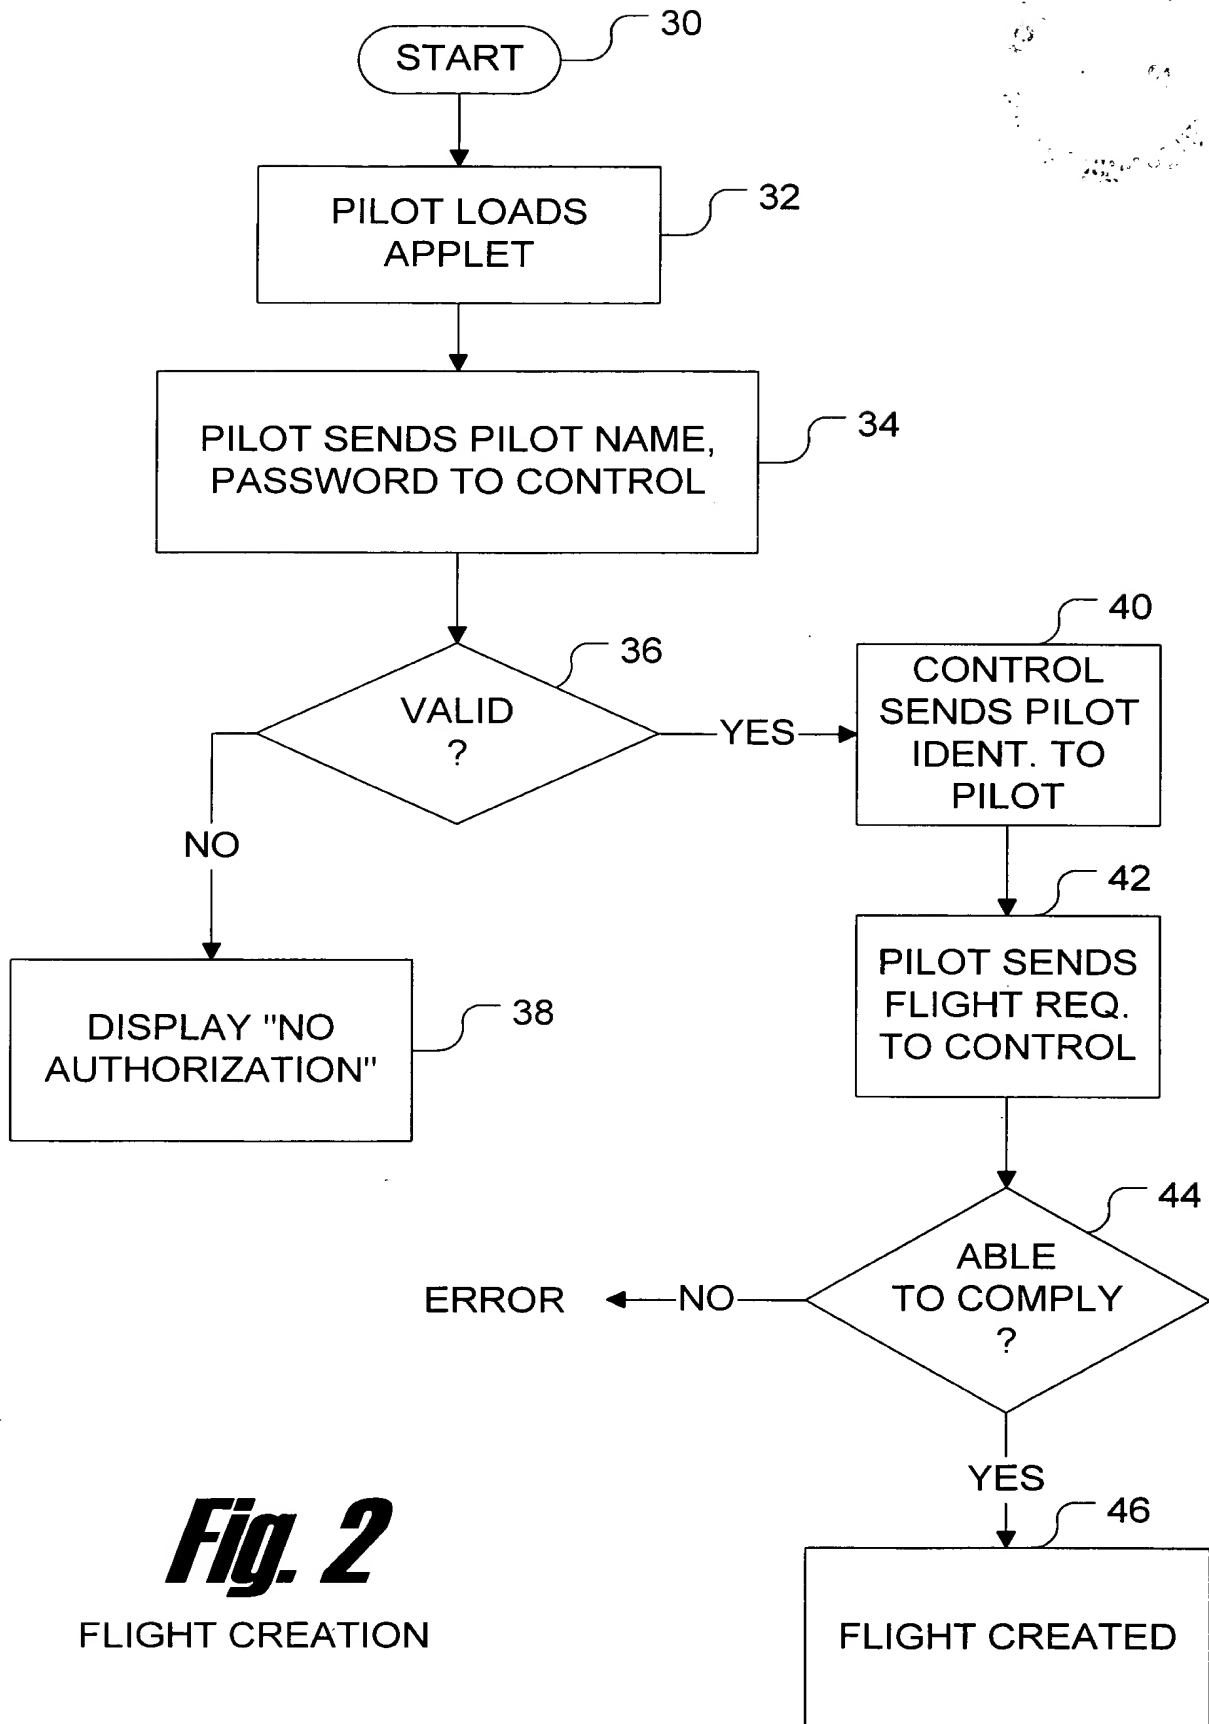 30
START
32
PILOT LOADS
APPLET
34
PILOT SENDS PILOT NAME,
PASSWORD TO CONTROL
36
VALID
?
YES
NO
40
CONTROL
SENDS PILOT
IDENT. TO
PILOT
38
DISPLAY "NO
AUTHORIZATION"
42
PILOT SENDS
FLIGHT REQ.
TO CONTROL
44
ABLE
TO COMPLY
?
NO
ERROR
YES
46
FLIGHT CREATED
Fig. 2
FLIGHT CREATION